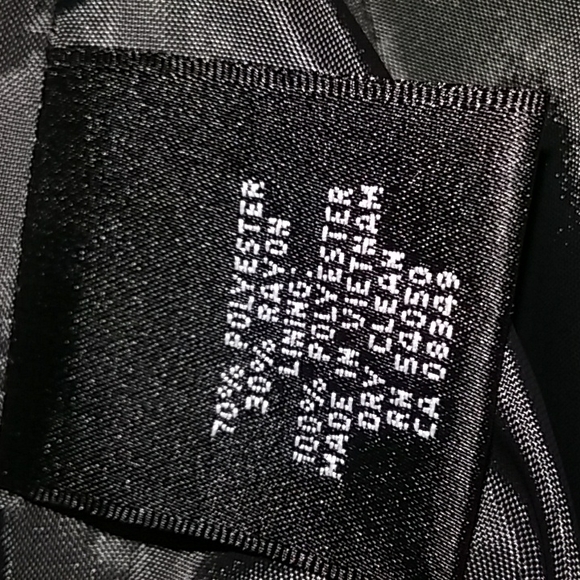 70% POLYESTER
30% RAYON
LINING:
100% POLYESTER
MADE IN VIETNAM
DRY CLEAN
RN 54050
CA 08349